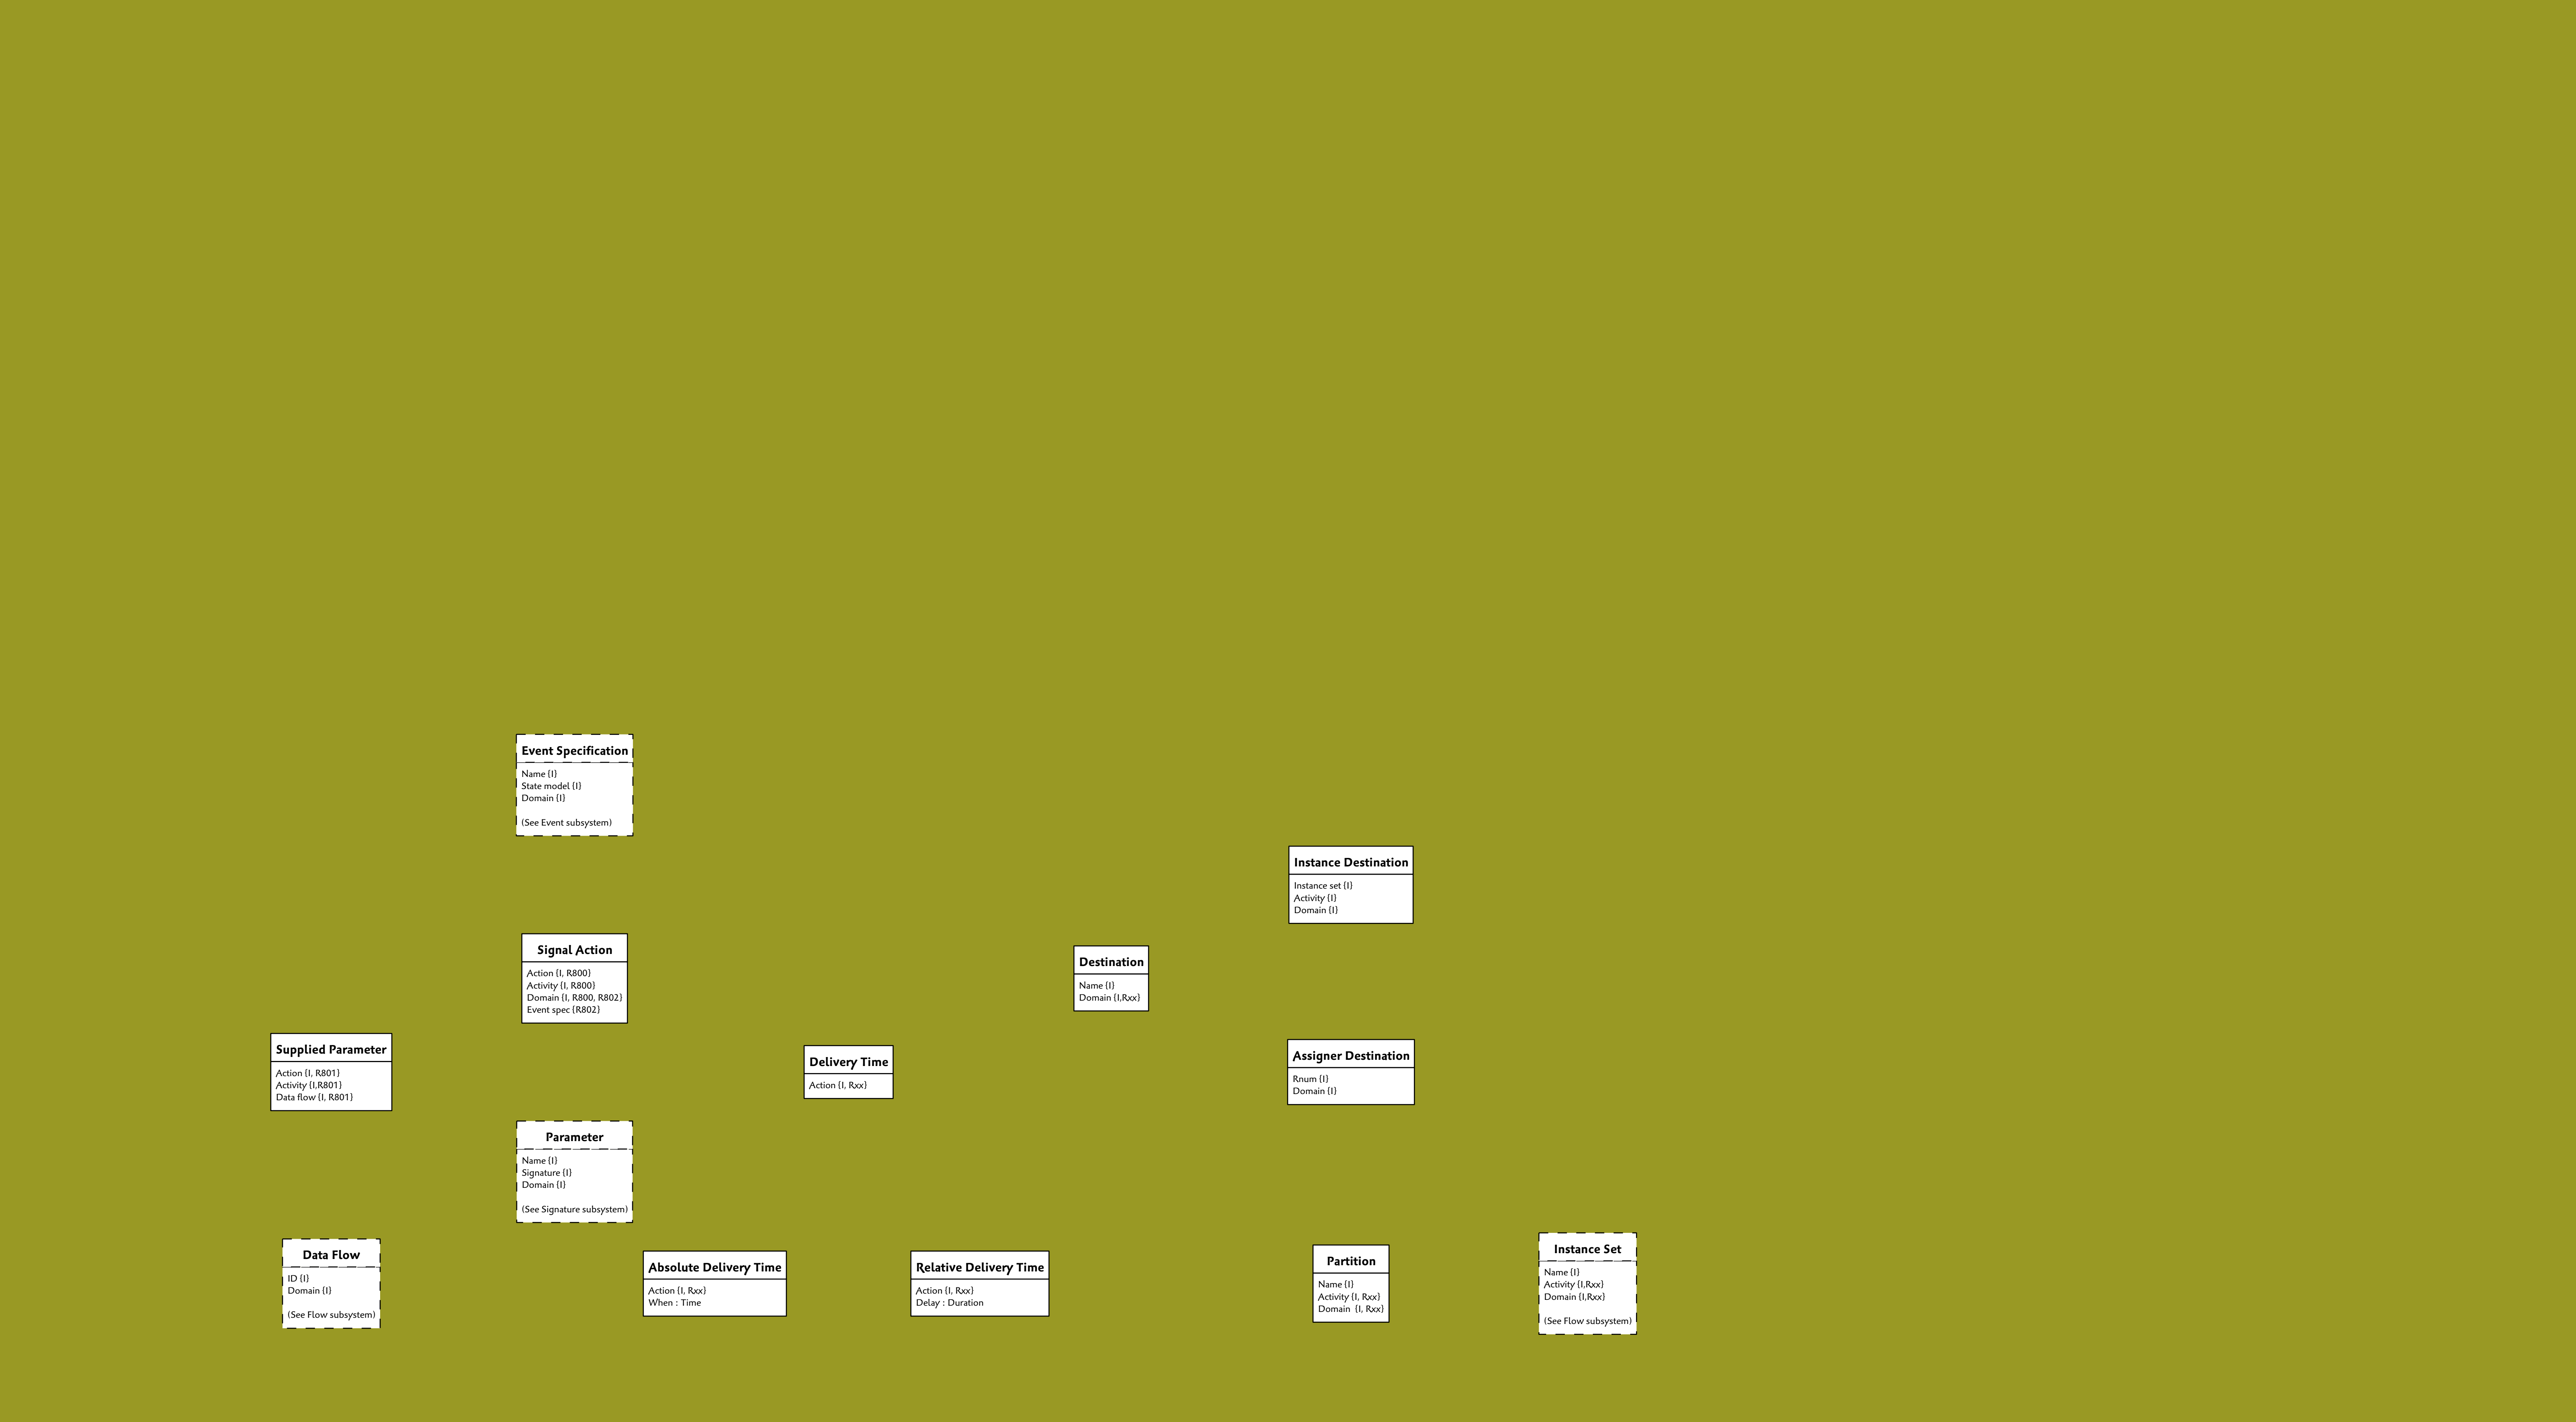 Event Specification
Name {I}
State model {I}
Domain {I}
(See Event subsystem)
Instance Destination
Instance set {I}
Activity {I}
Domain {I}
Signal Action
Action {I, R800}
Activity {I, R800}
Domain {I, R800, R802}
Event spec {R802}
Destination
Name {I}
Domain {I,Rxx}
Supplied Parameter
Action {I, R801}
Activity {I,R801}
Data flow {I, R801}
Delivery Time
Action {I, Rxx}
Assigner Destination
Rnum {I}
Domain {I}
Parameter
Name {I}
Signature {I}
Domain {I}
(See Signature subsystem)
Data Flow
ID {I}
Domain {I}
(See Flow subsystem)
Absolute Delivery Time
Action {I, Rxx}
When : Time
Relative Delivery Time
Action {I, Rxx}
Delay : Duration
Partition
Name {I}
Activity {I, Rxx}
Domain  {I, Rxx}
Instance Set
Name {I}
Activity {I,Rxx}
Domain {I,Rxx}
(See Flow subsystem)